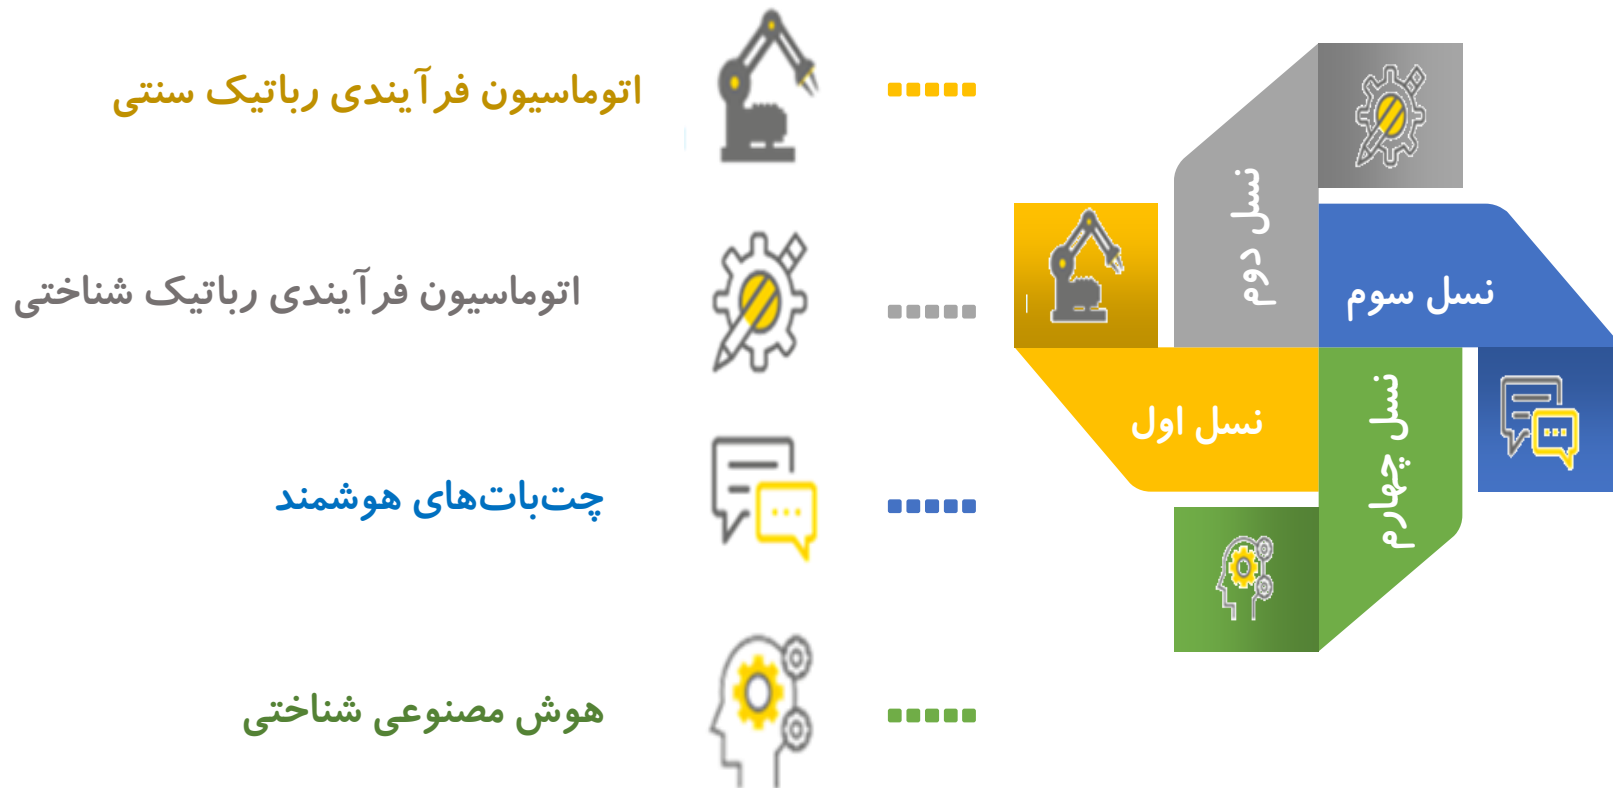 اتوماسیون فرآیندی رباتیک سنتی
اتوماسیون فرآیندی رباتیک شناختی
چت‌بات‌های هوشمند
هوش مصنوعی شناختی
نسل اول
نسل دوم
نسل سوم
نسل چهارم